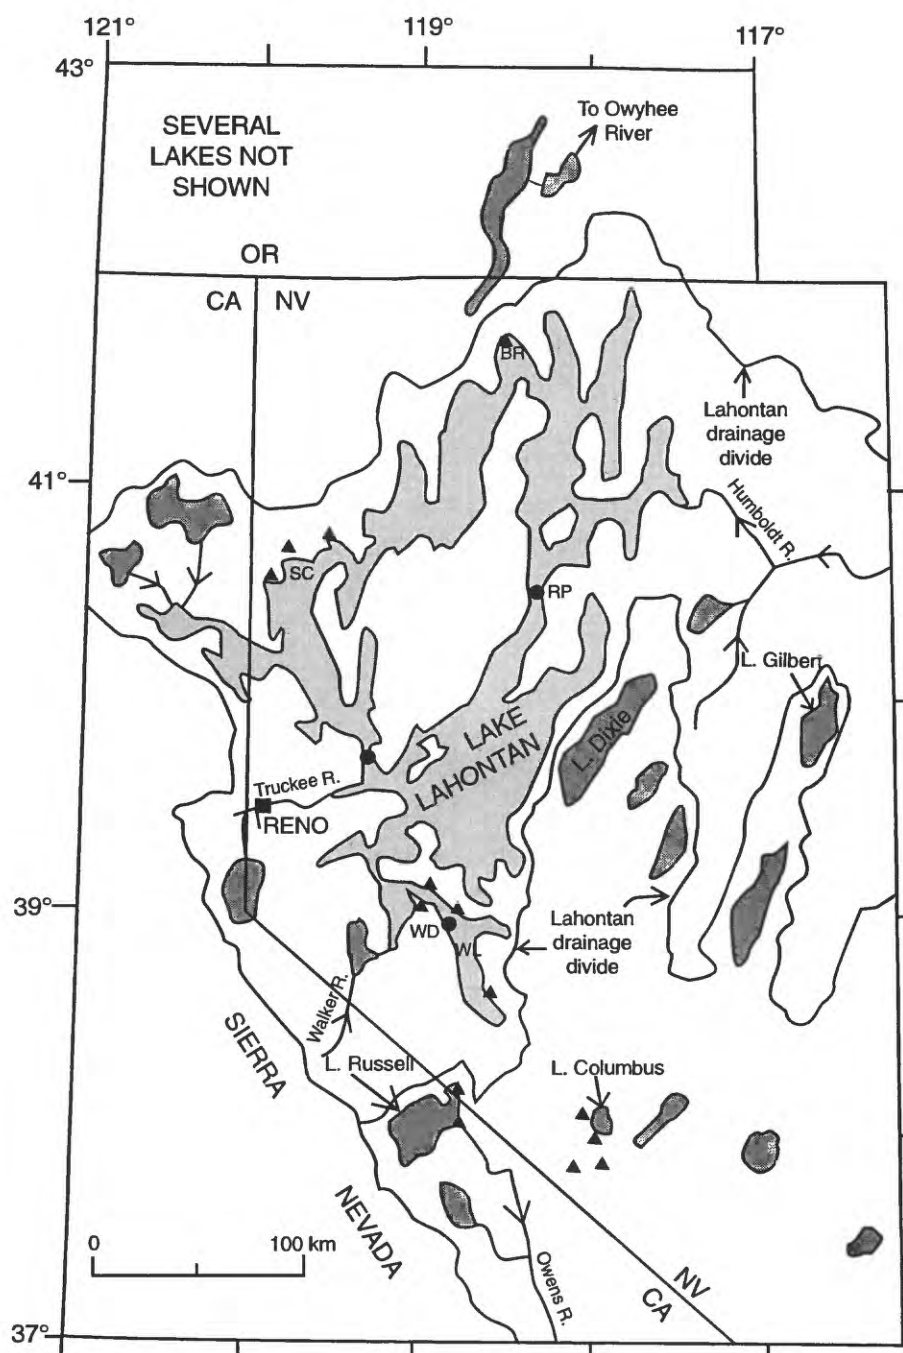 121°
119°
117°
43°
To Owyhee
River
SEVERAL
LAKES NOT
SHOWN
OR
CA
NV
BR
Lahontan
drainage
divide
41°
Humboldt R.
SC
RP
L. Gilbert
LAKE
LAHONTAN
L. Dixie
Truckee R.
RENO
39°
WD
WL
Lahontan
drainage
divide
Walker R.
SIERRA
L. Russell
L. Columbus
NEVADA
0
100 km
Owens R.
NV
CA
37°